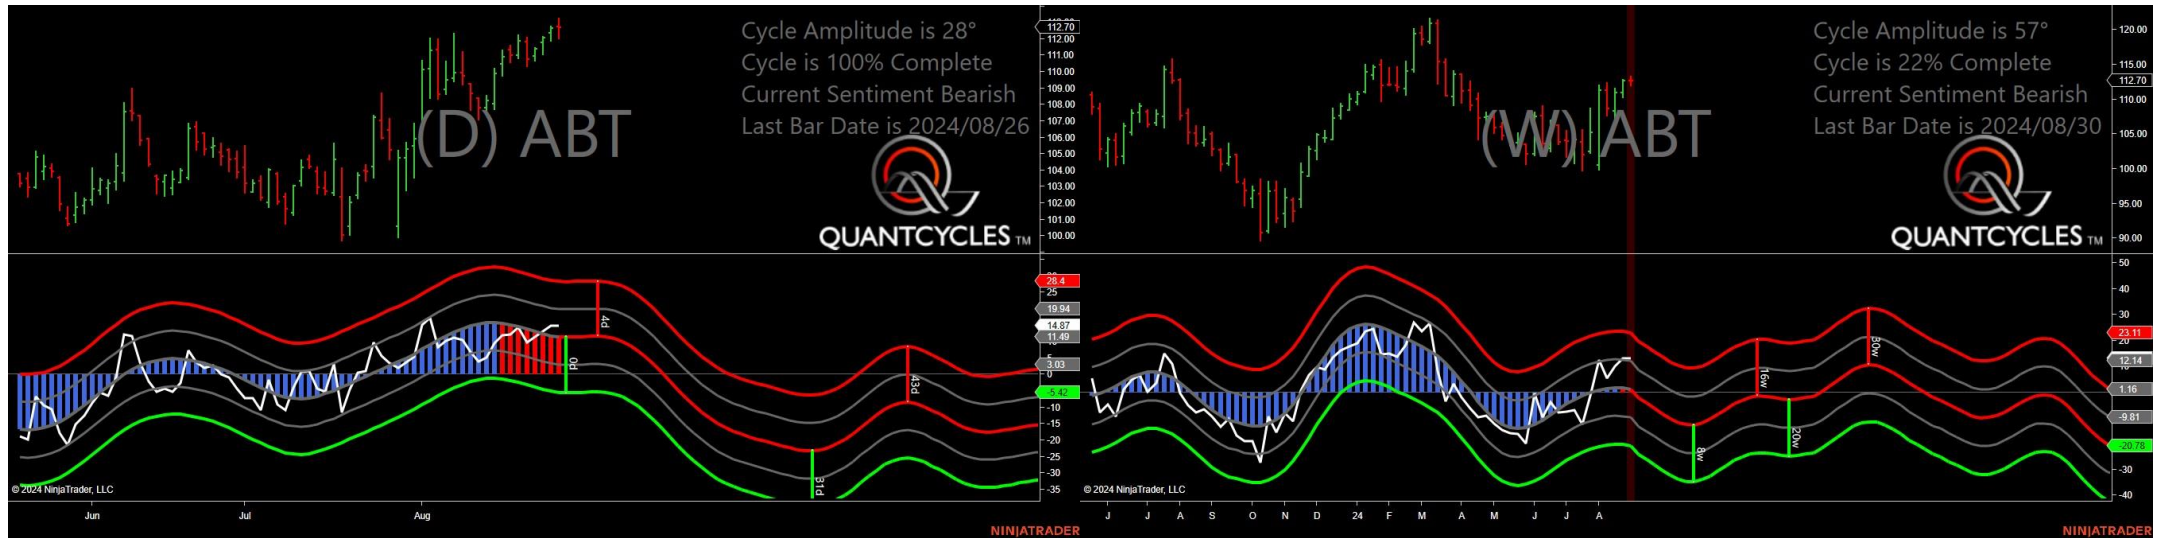 Cycle Amplitude is 28°
Cycle is 100% Complete
Current Sentiment Bearish
Last Bar Date is 2024/08/26
(D) ABT
QUANTCYCLES TM
112.70
112.00
111.00
110.00
109.00
108.00
107.00
106.00
105.00
104.00
103.00
102.00
101.00
100.00
28.4
25
19.94
14.87
11.49
5
3.03
0
-5.42
-10
-15
-20
-25
-30
-35
4d
0d
31d
43d
© 2024 NinjaTrader, LLC
Jun
Jul
Aug
NINJATRADER
Cycle Amplitude is 57°
Cycle is 22% Complete
Current Sentiment Bearish
Last Bar Date is 2024/08/30
(W) ABT
QUANTCYCLES TM
120.00
115.00
112.70
110.00
105.00
100.00
95.00
90.00
50
40
30
23.11
20
12.14
1.16
-9.81
-20.78
-30
-40
8w
16w
20w
30w
© 2024 NinjaTrader, LLC
J
J
A
S
O
N
D
24
F
M
A
M
J
J
A
NINJATRADER